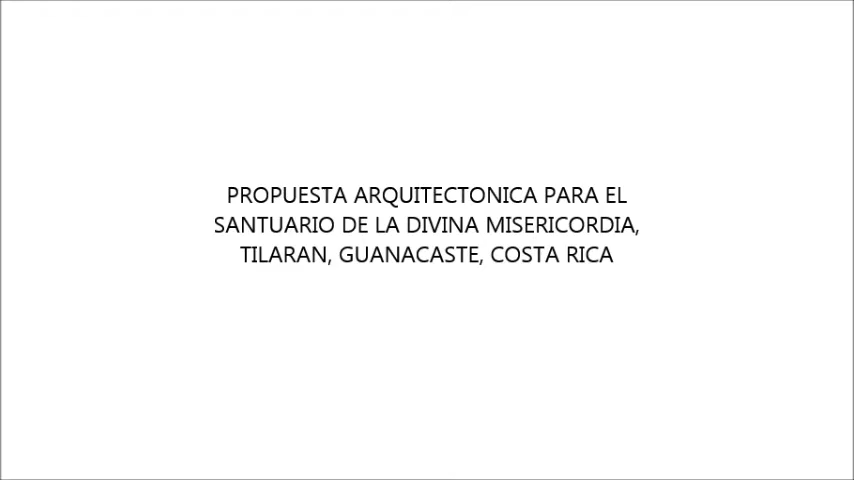 PROPUESTA ARQUITECTONICA PARA EL
SANTUARIO DE LA DIVINA MISERICORDIA,
TILARAN, GUANACASTE, COSTA RICA